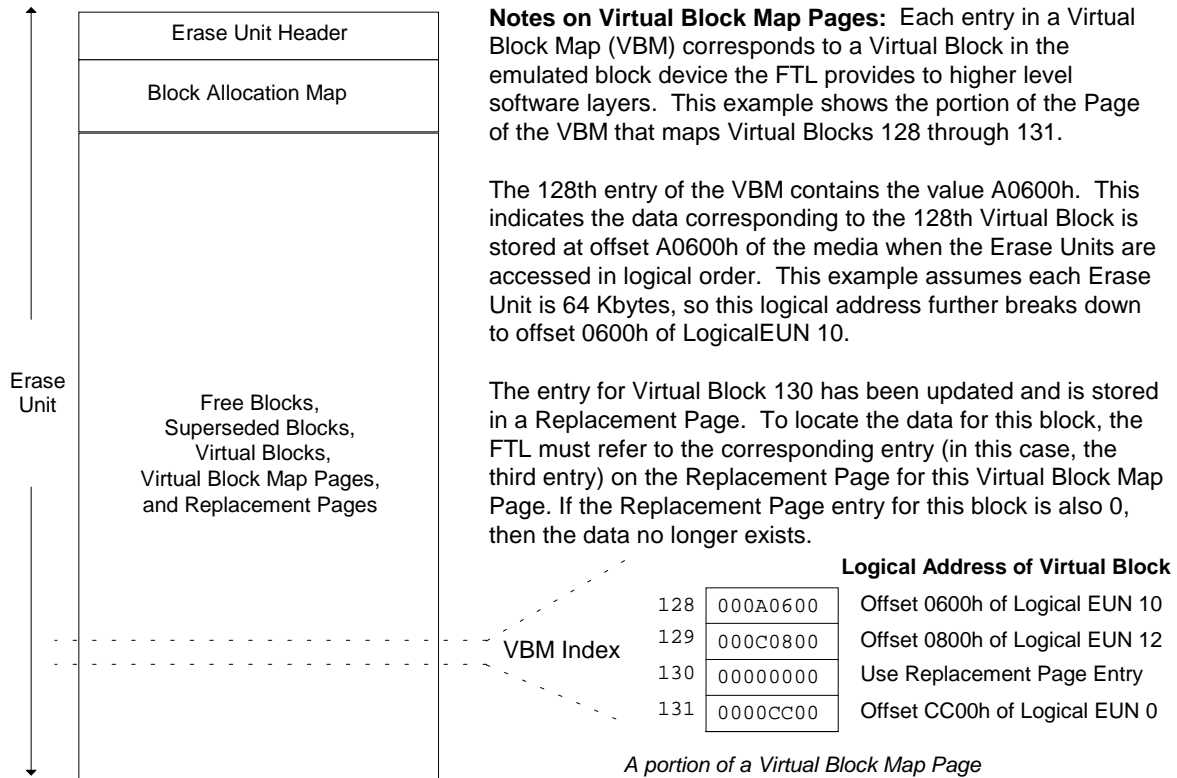 Erase Unit Header
Block Allocation Map
Erase
Unit
Free Blocks,
Superseded Blocks,
Virtual Blocks,
Virtual Block Map Pages,
and Replacement Pages
Notes on Virtual Block Map Pages: Each entry in a Virtual
Block Map (VBM) corresponds to a Virtual Block in the
emulated block device the FTL provides to higher level
software layers. This example shows the portion of the Page
of the VBM that maps Virtual Blocks 128 through 131.
The 128th entry of the VBM contains the value A0600h. This
indicates the data corresponding to the 128th Virtual Block is
stored at offset A0600h of the media when the Erase Units are
accessed in logical order. This example assumes each Erase
Unit is 64 Kbytes, so this logical address further breaks down
to offset 0600h of LogicalEUN 10.
The entry for Virtual Block 130 has been updated and is stored
in a Replacement Page. To locate the data for this block, the
FTL must refer to the corresponding entry (in this case, the
third entry) on the Replacement Page for this Virtual Block Map
Page. If the Replacement Page entry for this block is also 0,
then the data no longer exists.
Logical Address of Virtual Block
VBM Index
128 000A0600 Offset 0600h of Logical EUN 10
129 000C0800 Offset 0800h of Logical EUN 12
130 00000000 Use Replacement Page Entry
131 0000CC00 Offset CC00h of Logical EUN 0
A portion of a Virtual Block Map Page